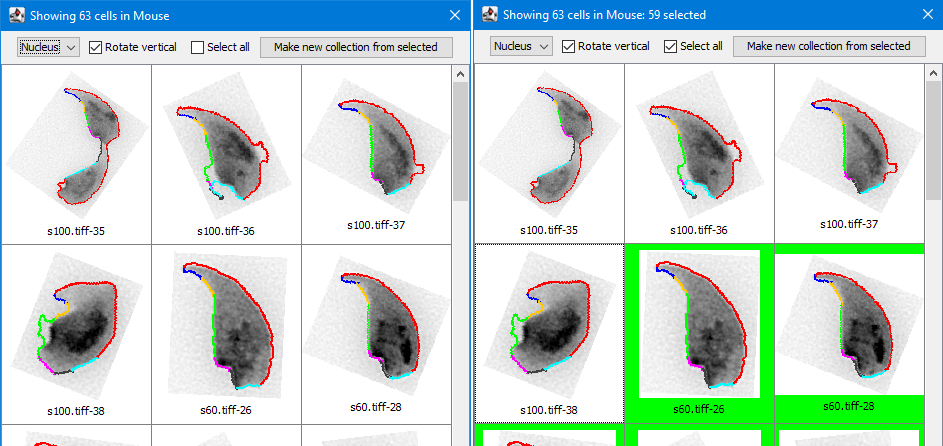 Showing 63 cells in Mouse
Nucleus Rotate vertical Select all Make new collection from selected
s100.tiff-35 s100.tiff-36 s100.tiff-37
s100.tiff-38 s60.tiff-26 s60.tiff-28
Showing 63 cells in Mouse: 59 selected
Nucleus Rotate vertical Select all Make new collection from selected
s100.tiff-35 s100.tiff-36 s100.tiff-37
s100.tiff-38 s60.tiff-26 s60.tiff-28